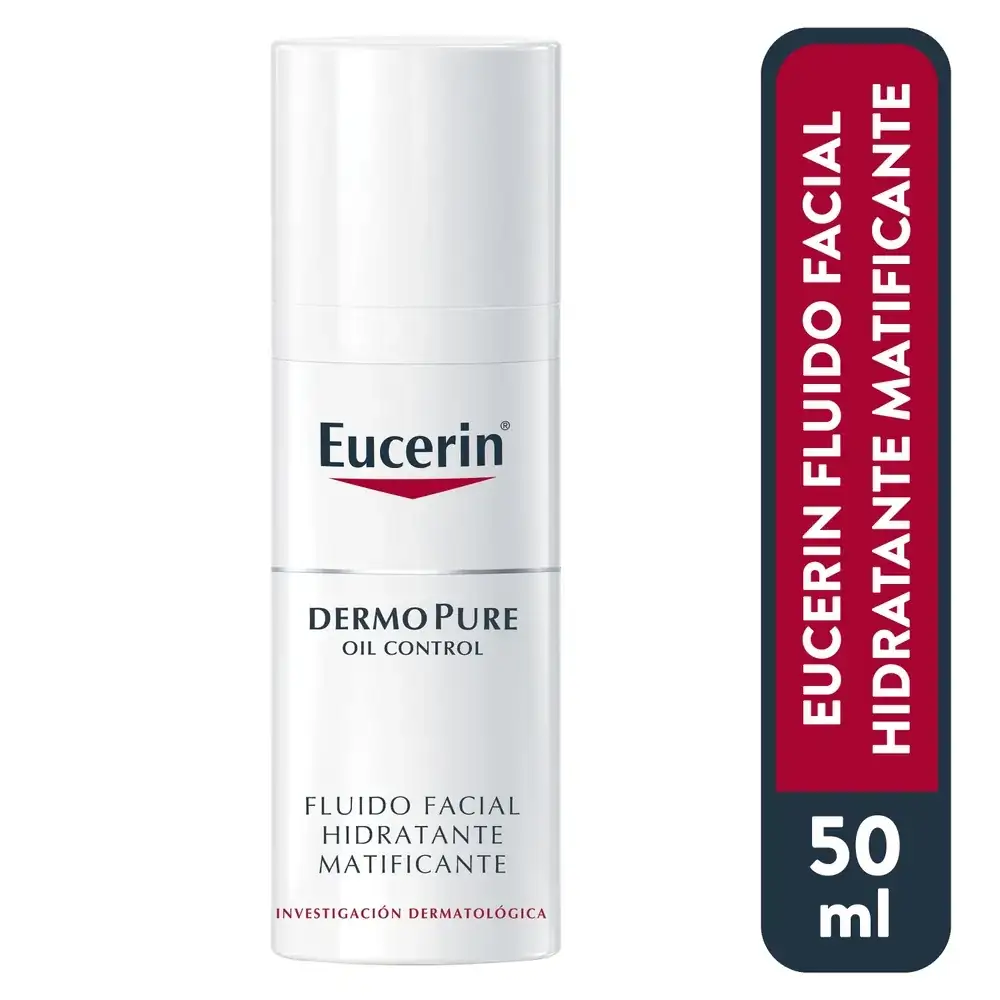 Eucerin®
DERMOPURE
OIL CONTROL
FLUIDO FACIAL
HIDRATANTE
MATIFICANTE
INVESTIGACIÓN DERMATOLÓGICA
EUCERIN FLUIDO FACIAL
HIDRATANTE MATIFICANTE
50
ml